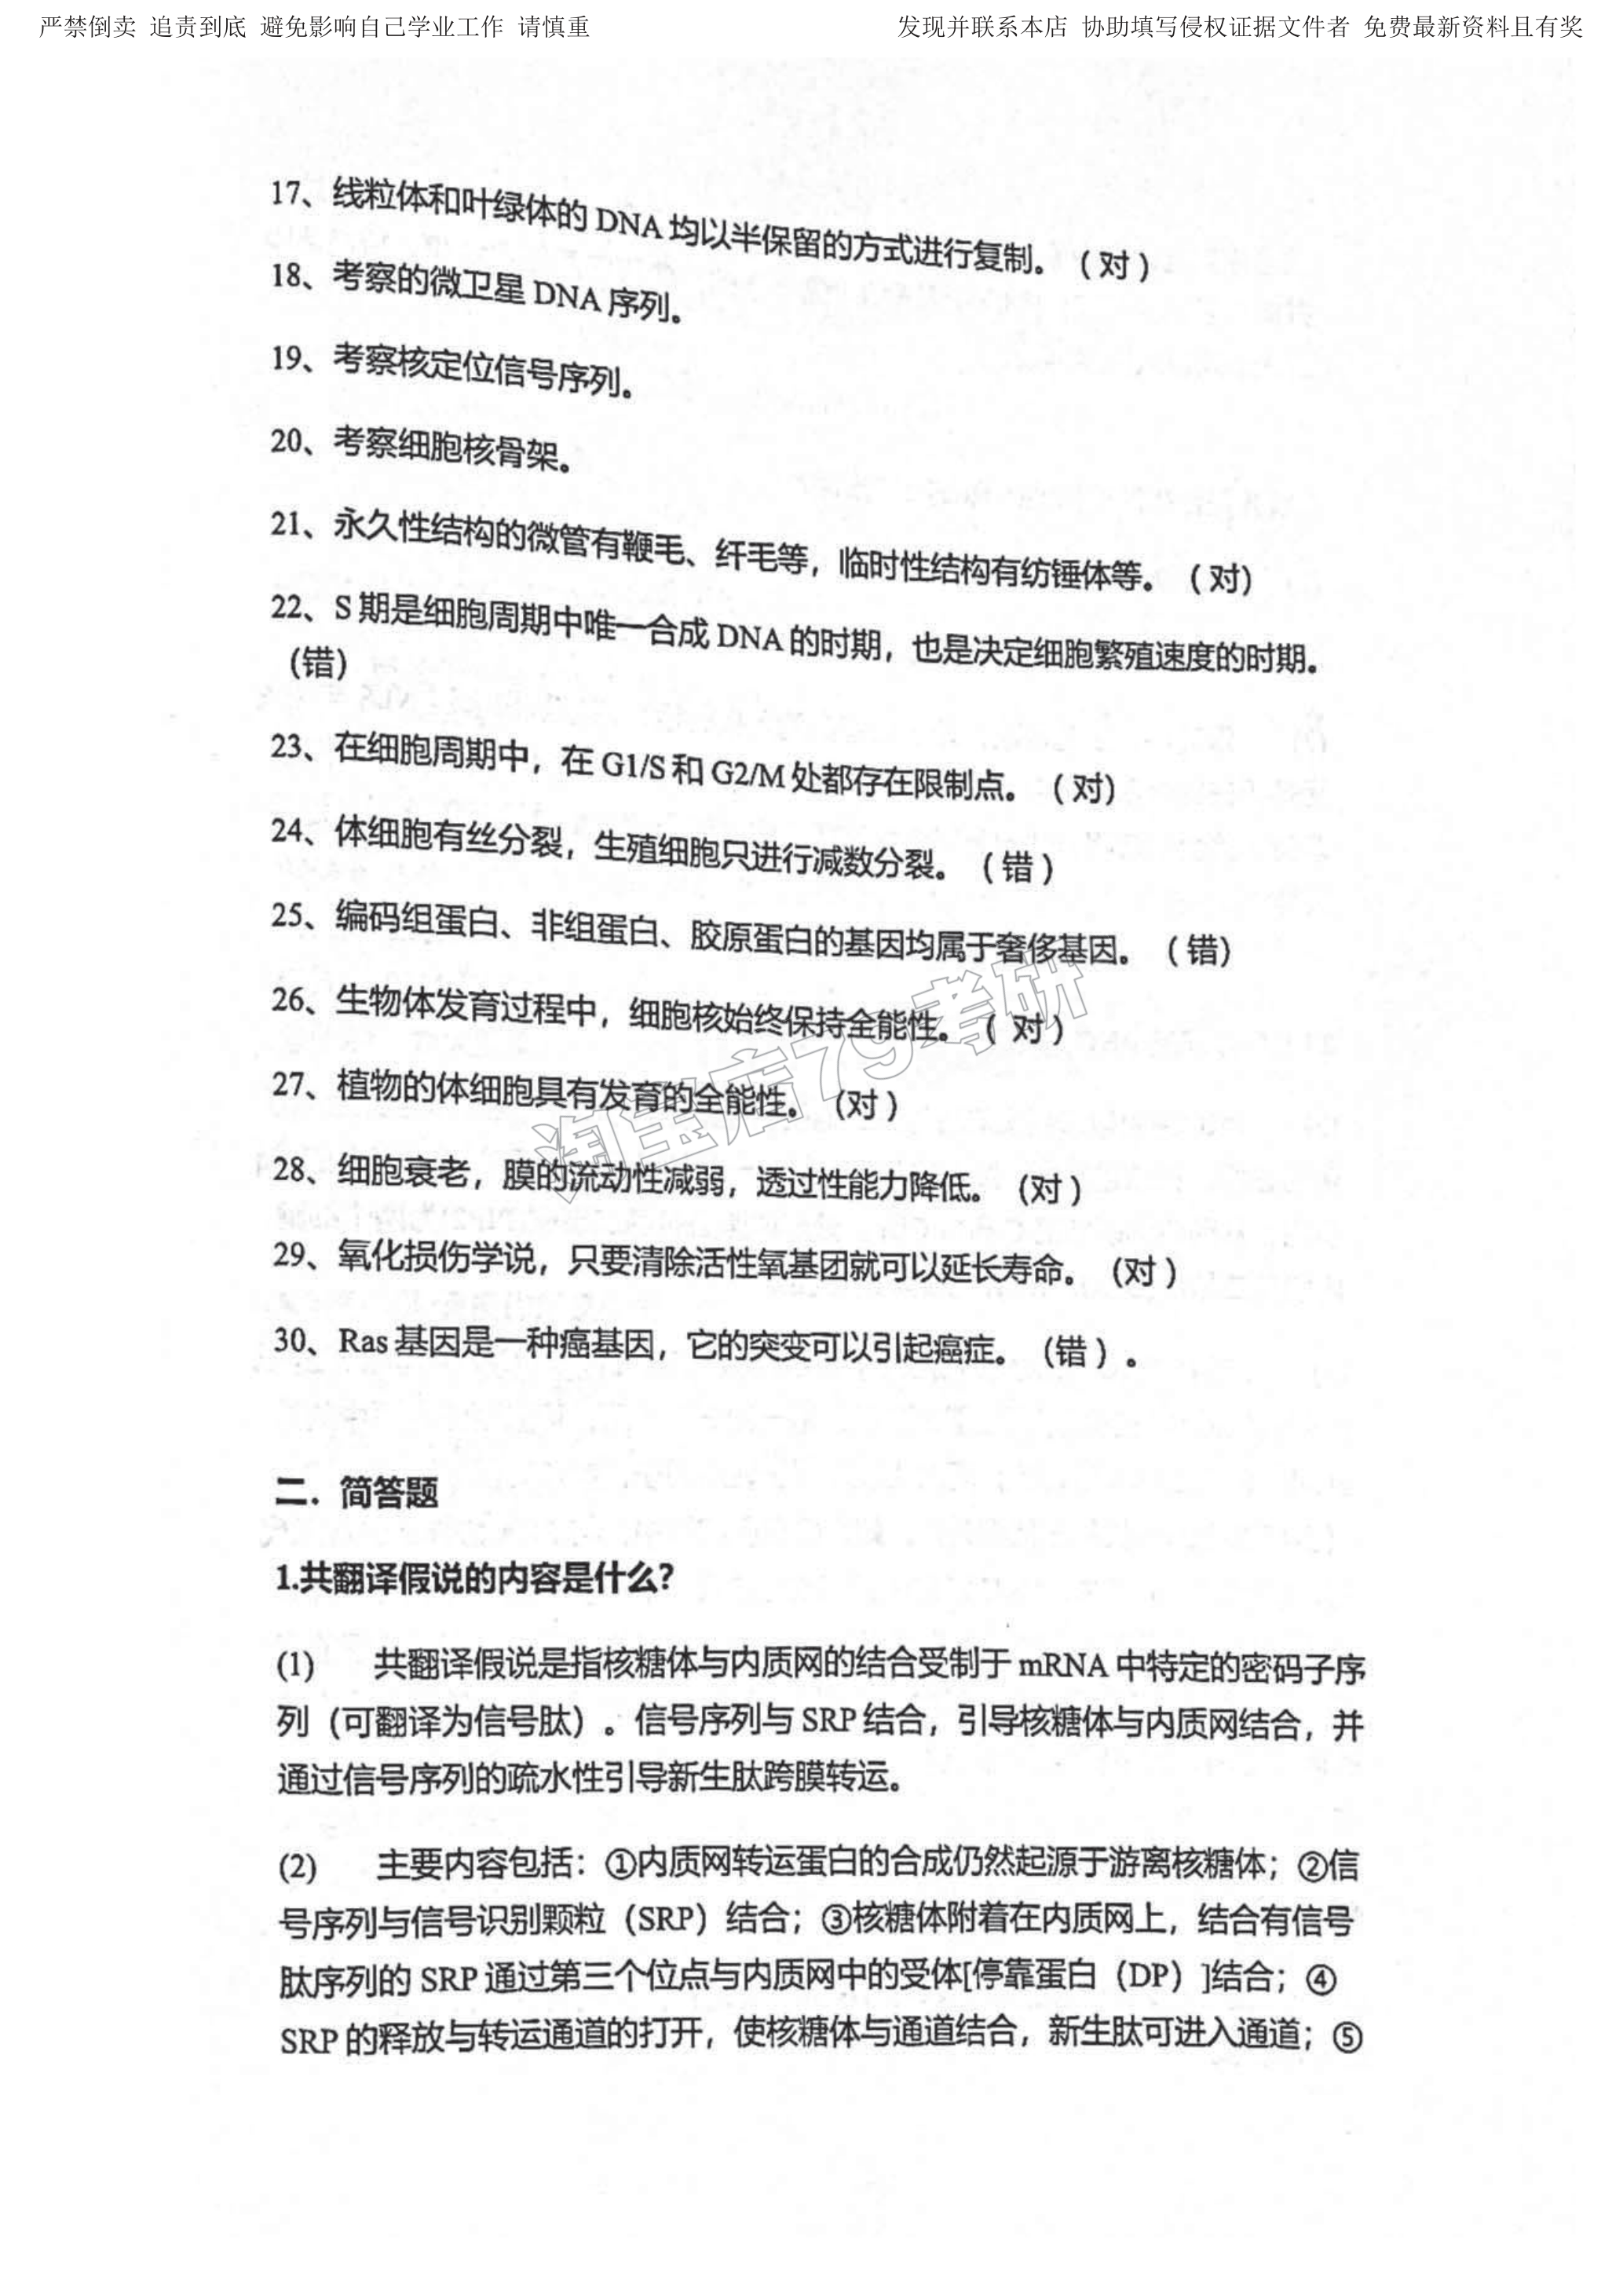 严禁倒卖 追责到底 避免影响自己学业工作 请慎重
发现并联系本店 协助填写侵权证据文件者 免费最新资料且有奖
17、线粒体和叶绿体的 DNA 均以半保留的方式进行复制。（对）
18、考察的微卫星 DNA 序列。
19、考察核定位信号序列。
20、考察细胞核骨架。
21、永久性结构的微管有鞭毛、纤毛等，临时性结构有纺锤体等。（对）
22、S 期是细胞周期中唯一合成 DNA 的时期，也是决定细胞繁殖速度的时期。
（错）
23、在细胞周期中，在 G1/S 和 G2/M 处都存在限制点。（对）
24、体细胞有丝分裂，生殖细胞只进行减数分裂。（错）
25、编码组蛋白、非组蛋白、胶原蛋白的基因均属于奢侈基因。（错）
26、生物体发育过程中，细胞核始终保持全能性。（对）
27、植物的体细胞具有发育的全能性。（对）
淘宝店79考研
28、细胞衰老，膜的流动性减弱，透过性能力降低。（对）
29、氧化损伤学说，只要清除活性氧基团就可以延长寿命。（对）
30、Ras 基因是一种癌基因，它的突变可以引起癌症。（错）。
二．简答题
1.共翻译假说的内容是什么?
(1) 共翻译假说是指核糖体与内质网的结合受制于 mRNA 中特定的密码子序
列（可翻译为信号肽）。信号序列与 SRP 结合，引导核糖体与内质网结合，并
通过信号序列的疏水性引导新生肽跨膜转运。
(2) 主要内容包括：①内质网转运蛋白的合成仍然起源于游离核糖体；②信
号序列与信号识别颗粒（SRP）结合；③核糖体附着在内质网上，结合有信号
肽序列的 SRP 通过第三个位点与内质网中的受体[停靠蛋白（DP）]结合；④
SRP 的释放与转运通道的打开，使核糖体与通道结合，新生肽可进入通道；⑤